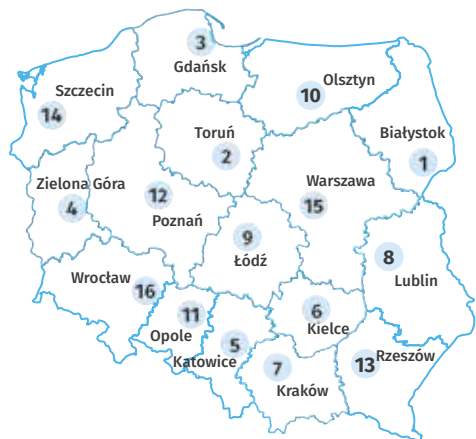 3
Gdańsk
Olsztyn
10
Szczecin
14
Toruń
2
Białystok
1
Zielona Góra
4
12
Poznań
Warszawa
15
9
Łódź
8
Lublin
Wrocław
16
11
Opole
6
Kielce
5
Katowice
7
Kraków
13
Rzeszów